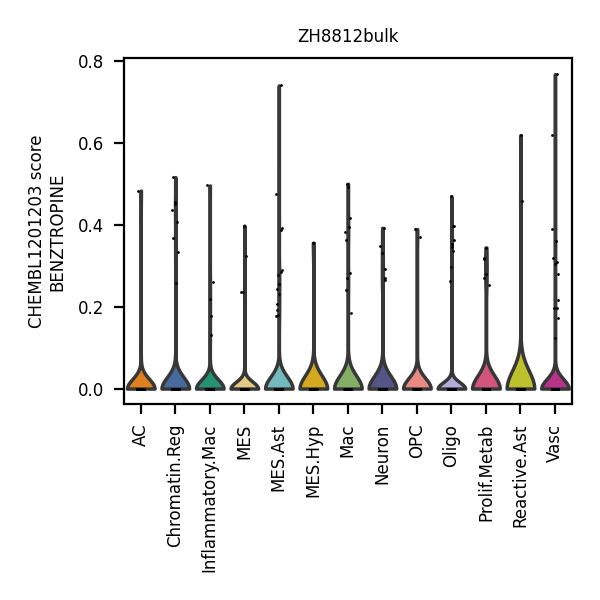 ZH8812bulk
CHEMBL1201203 score
BENZTROPINE
0.8
0.6
0.4
0.2
0.0
AC
Chromatin.Reg
Inflammatory.Mac
MES
MES.Ast
MES.Hyp
Mac
Neuron
OPC
Oligo
Prolif.Metab
Reactive.Ast
Vasc